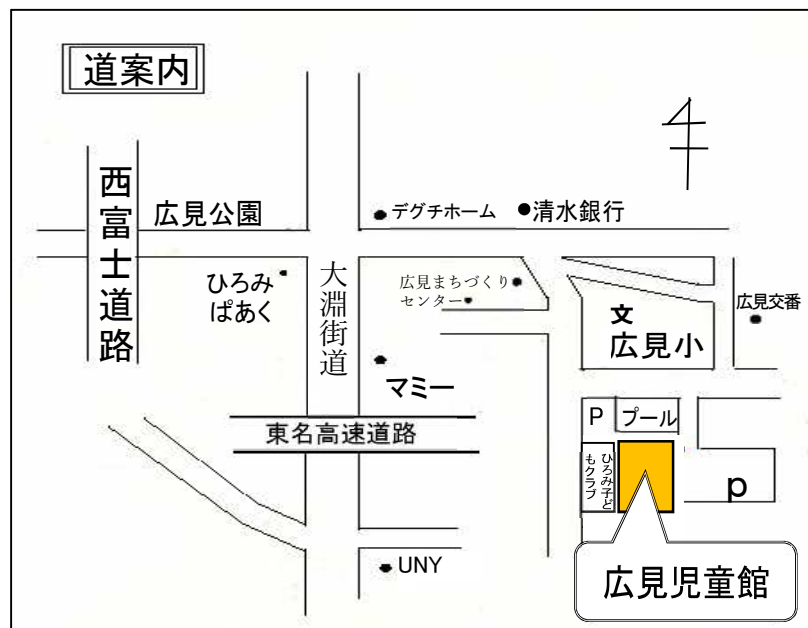 道案内
西富士道路
広見公園
デグチホーム
清水銀行
ひろみ
ぱあく
大淵街道
広見まちづくり
センター
文
広見小
広見交番
マミー
東名高速道路
P
プール
ひろみ子ど
もクラブ
p
UNY
広見児童館